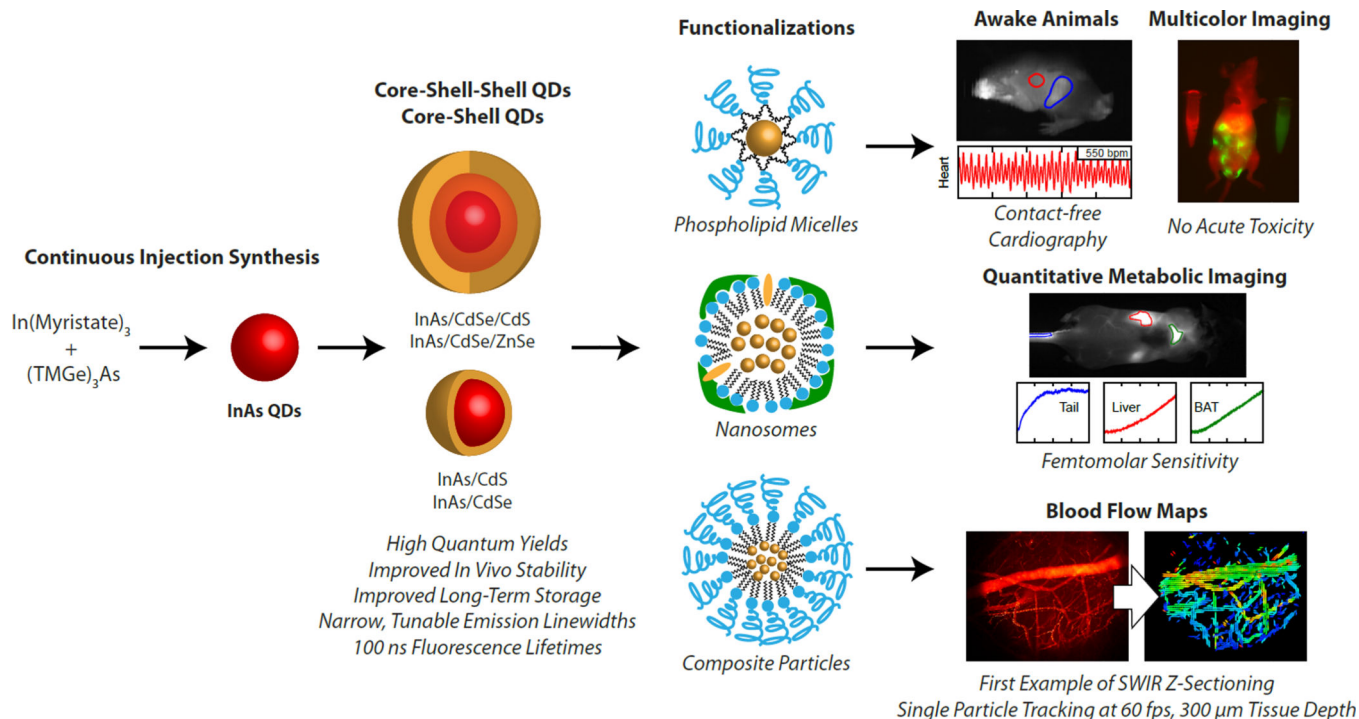 Continuous Injection Synthesis
In(Myristate)3
+
(TMGe)3As
InAs QDs
Core-Shell-Shell QDs
Core-Shell QDs
InAs/CdSe/CdS
InAs/CdSe/ZnSe
InAs/CdS
InAs/CdSe
High Quantum Yields
Improved In Vivo Stability
Improved Long-Term Storage
Narrow, Tunable Emission Linewidths
100 ns Fluorescence Lifetimes
Functionalizations
Phospholipid Micelles
Nanosomes
Composite Particles
Awake Animals
Heart
550 bpm
Contact-free
Cardiography
Multicolor Imaging
No Acute Toxicity
Quantitative Metabolic Imaging
Tail
Liver
BAT
Femtomolar Sensitivity
Blood Flow Maps
First Example of SWIR Z-Sectioning
Single Particle Tracking at 60 fps, 300 μm Tissue Depth